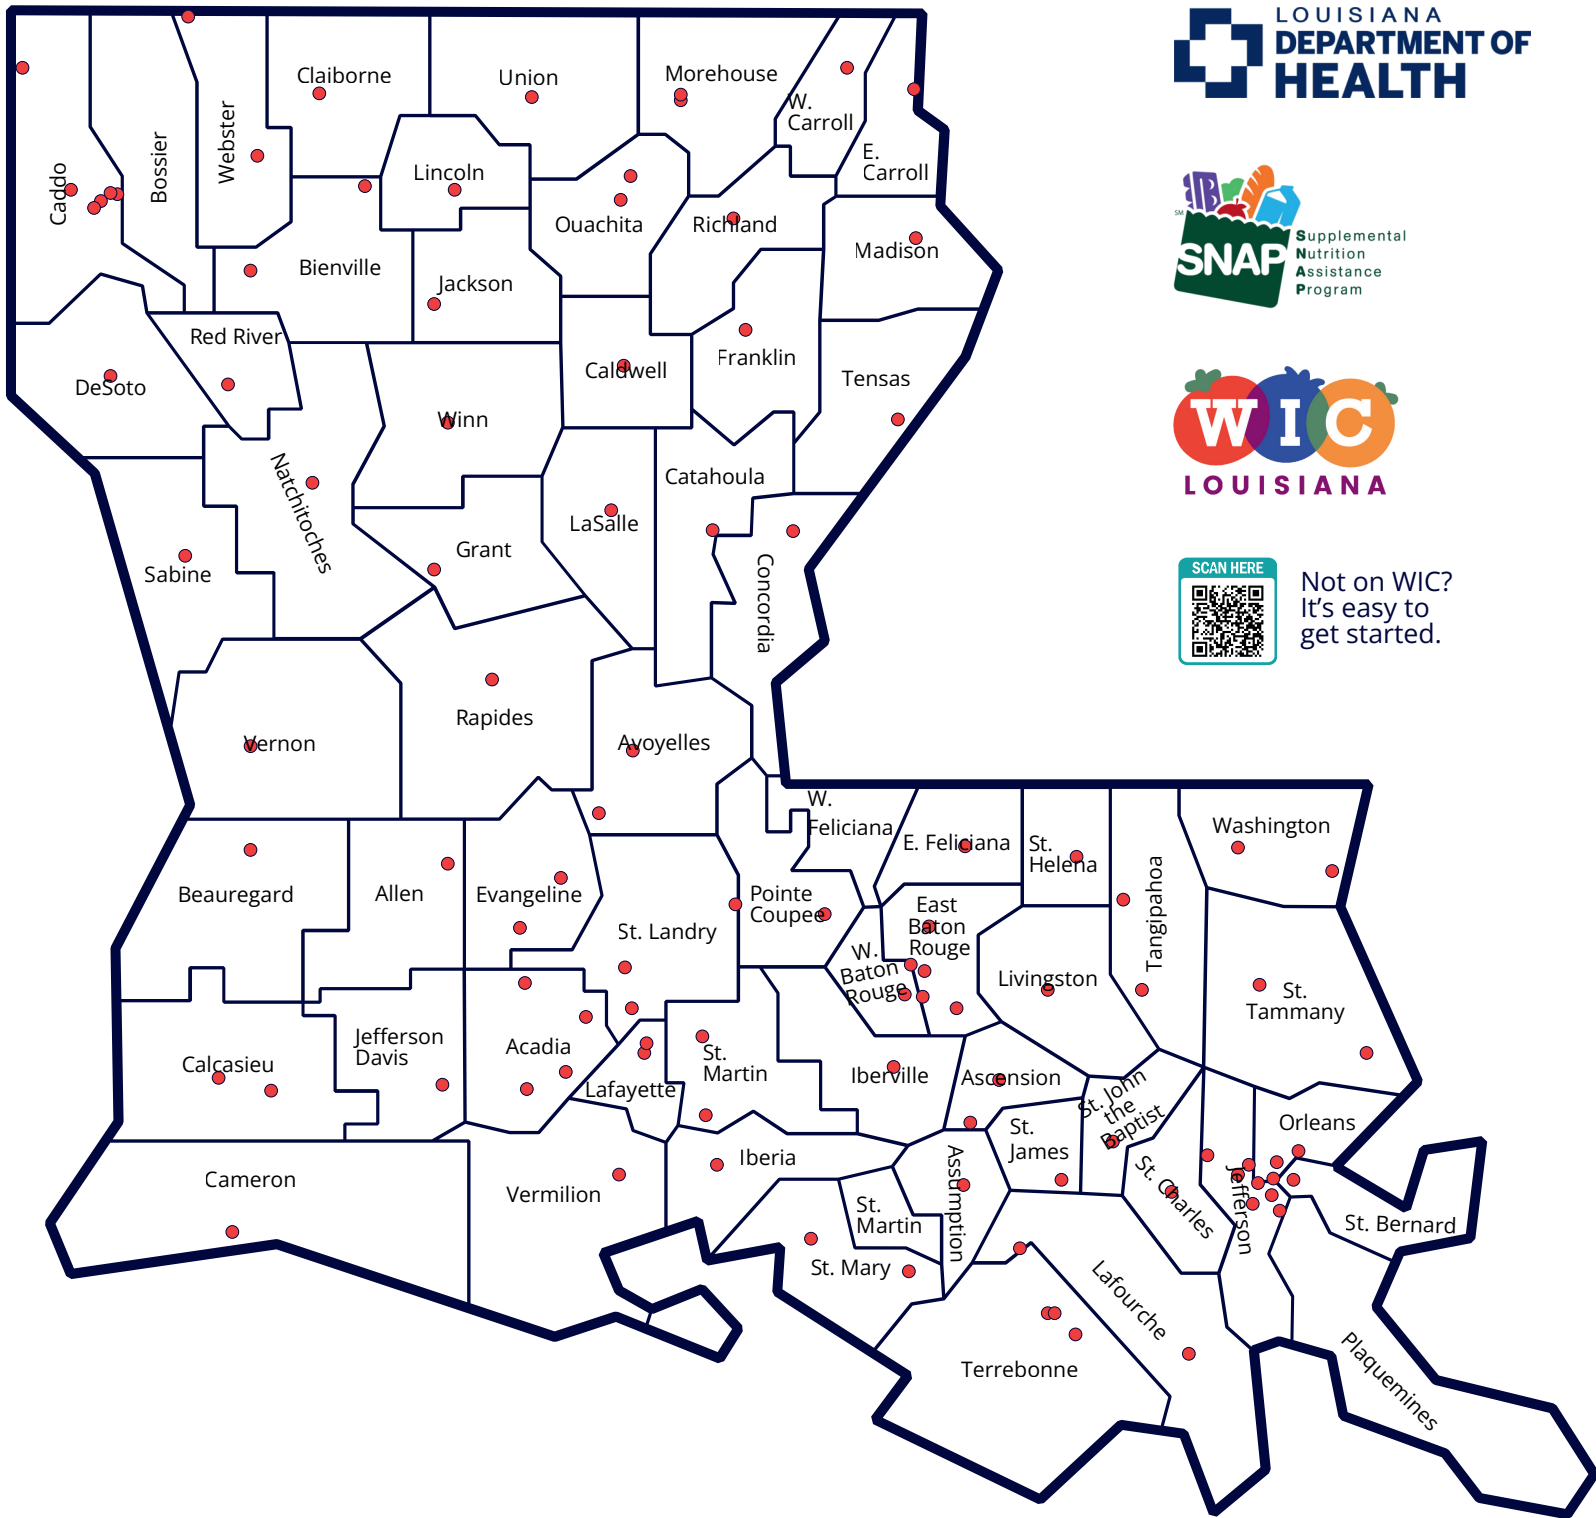 LOUISIANA
DEPARTMENT OF
HEALTH
SM
SNAP
Supplemental
Nutrition
Assistance
Program
WIC
LOUISIANA
SCAN HERE
Not on WIC?
It’s easy to
get started.
Caddo
Bossier
Webster
Claiborne
Union
Morehouse
W.
Carroll
E.
Carroll
Lincoln
Ouachita
Richland
Madison
Bienville
Jackson
Red River
DeSoto
Caldwell
Franklin
Tensas
Winn
Natchitoches
Catahoula
LaSalle
Grant
Concordia
Sabine
Rapides
Vernon
Avoyelles
W.
Feliciana
E. Feliciana
St.
Helena
Tangipahoa
Washington
Beauregard
Allen
Evangeline
St. Landry
Pointe
Coupee
East
Baton
Rouge
W.
Baton
Rouge
Livingston
St.
Tammany
Calcasieu
Jefferson
Davis
Acadia
Lafayette
St.
Martin
Iberville
Ascension
St. John
the
Baptist
Orleans
St.
James
Cameron
Vermilion
Iberia
Assumption
St. Charles
Jefferson
St.
Martin
St. Mary
St. Bernard
Lafourche
Terrebonne
Plaquemines